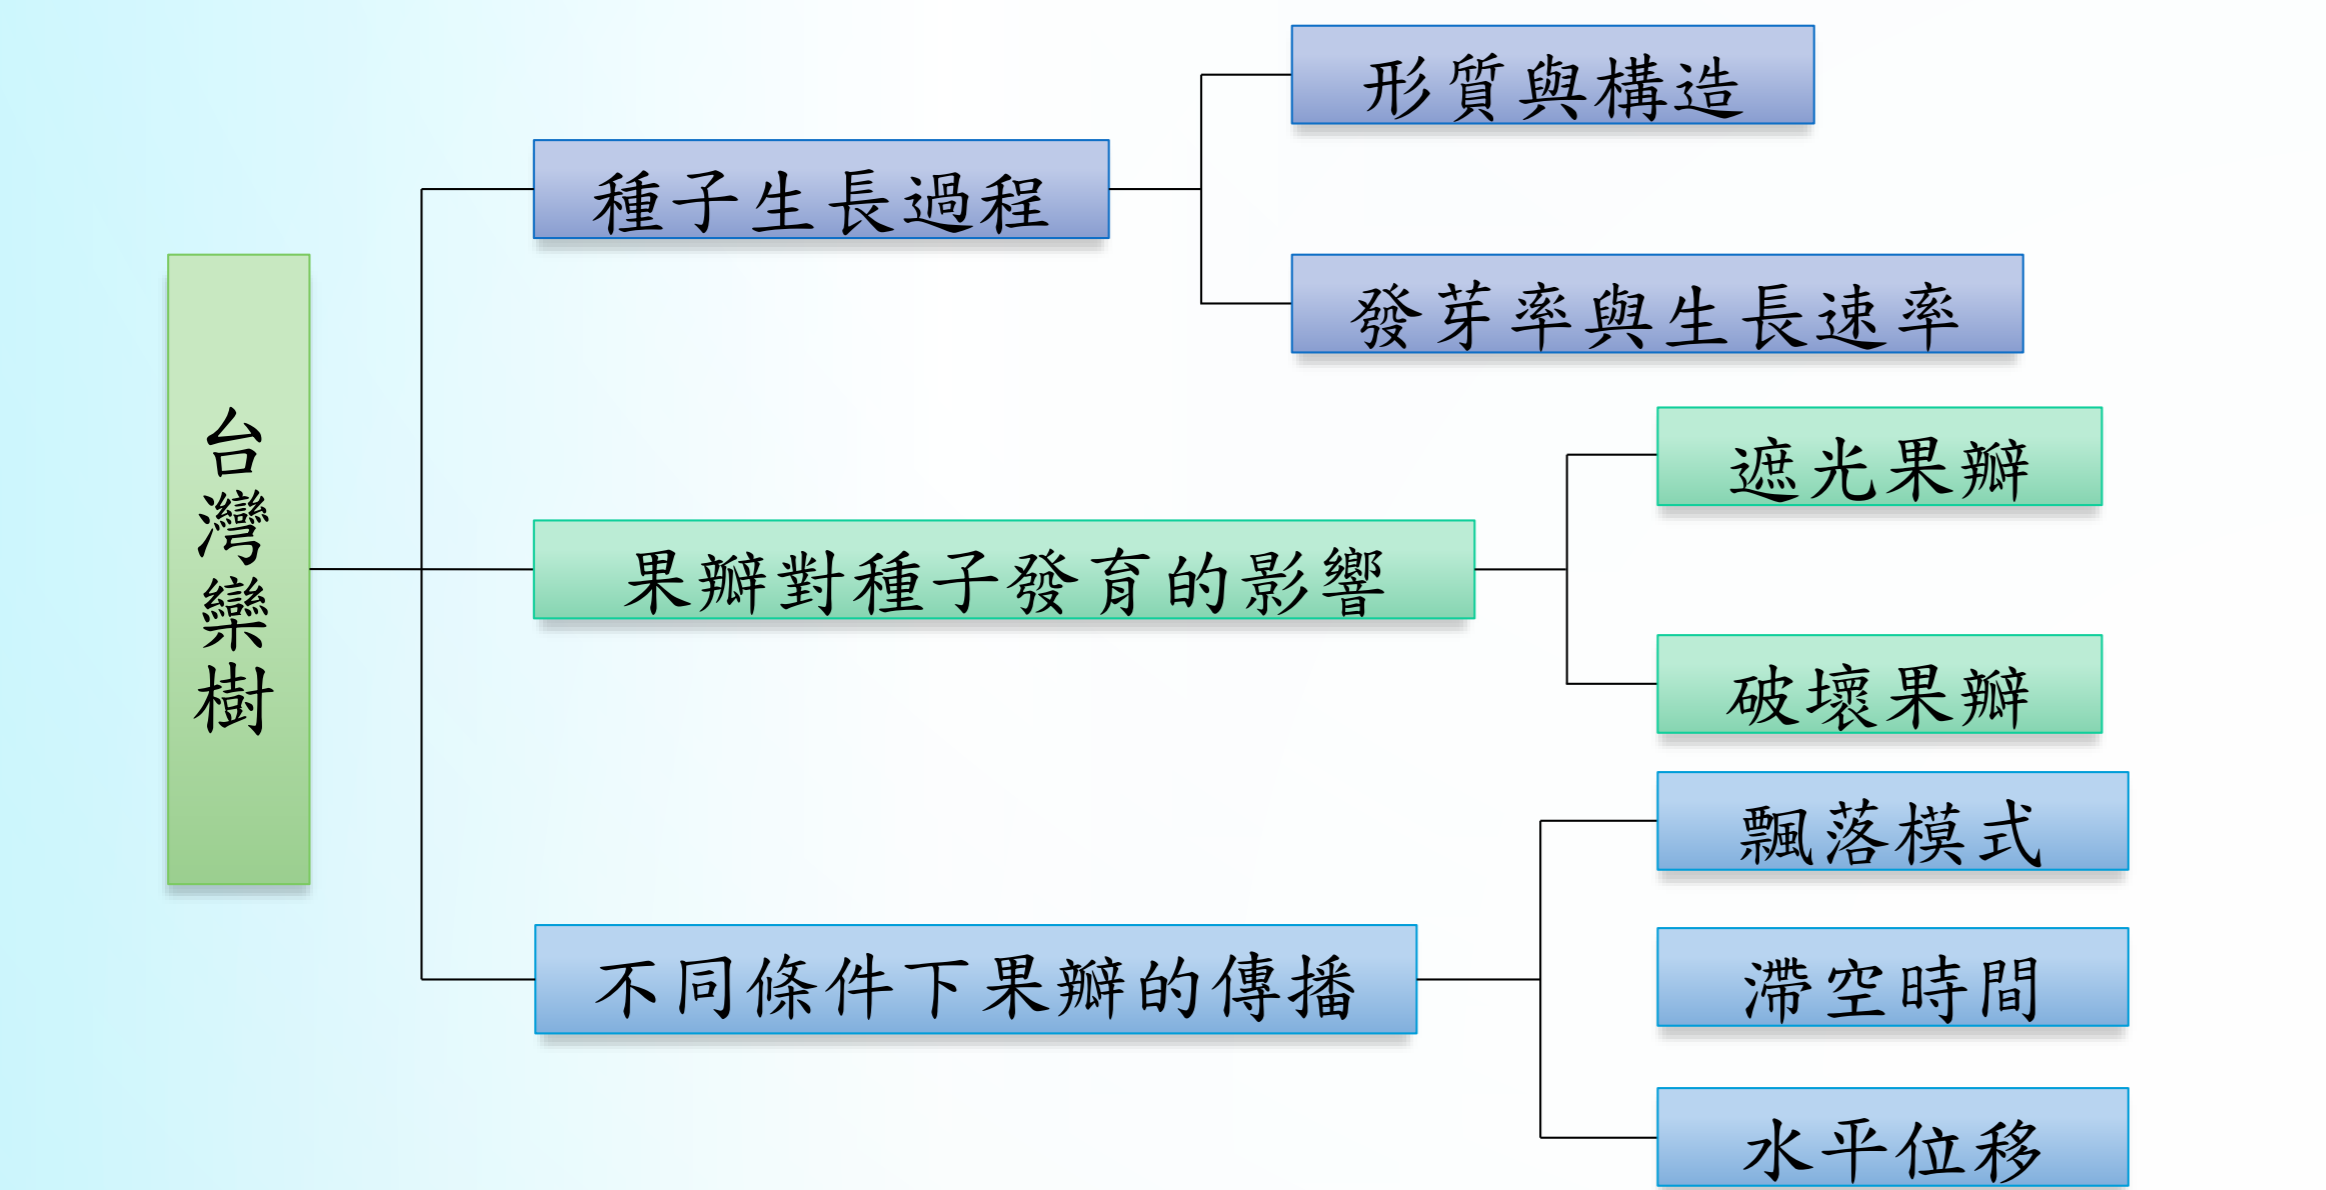 台灣欒樹
種子生長過程
形質與構造
發芽率與生長速率
果瓣對種子發育的影響
遮光果瓣
破壞果瓣
不同條件下果瓣的傳播
飄落模式
滯空時間
水平位移